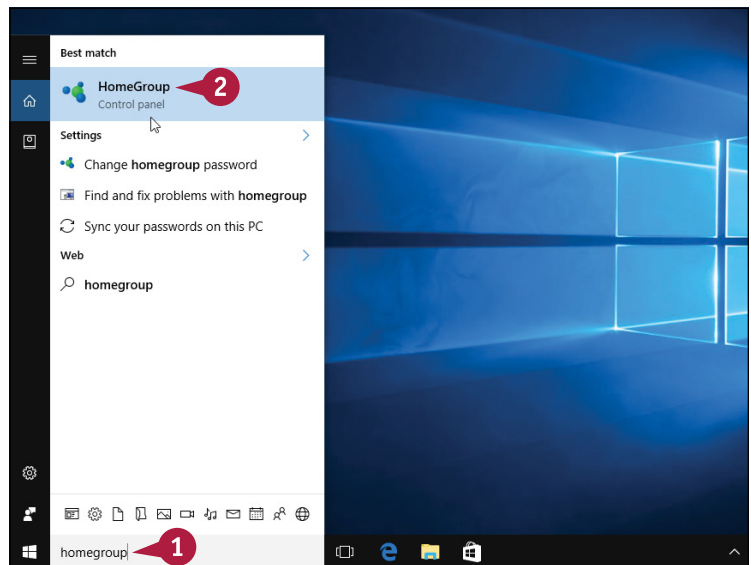 Best match
HomeGroup
2
Control panel
Settings
Change homegroup password
Find and fix problems with homegroup
Sync your passwords on this PC
Web
homegroup
homegroup
1